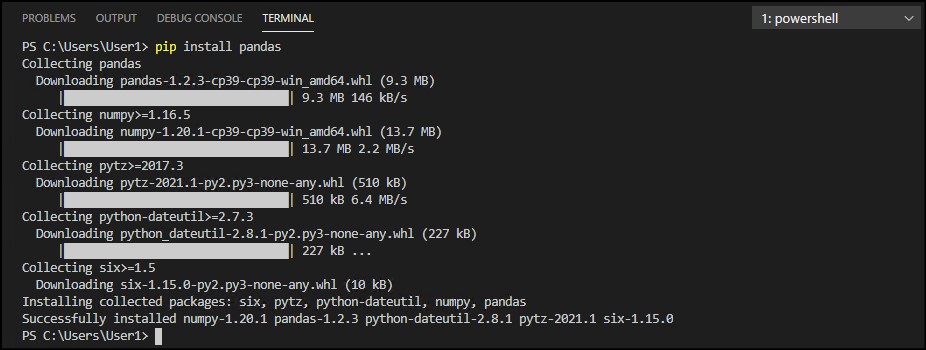 PROBLEMS OUTPUT DEBUG CONSOLE TERMINAL 1: powershell
PS C:\Users\User1> pip install pandas
Collecting pandas
  Downloading pandas-1.2.3-cp39-cp39-win_amd64.whl (9.3 MB)
     |████████████████████████████████| 9.3 MB 146 kB/s
Collecting numpy>=1.16.5
  Downloading numpy-1.20.1-cp39-cp39-win_amd64.whl (13.7 MB)
     |████████████████████████████████| 13.7 MB 2.2 MB/s
Collecting pytz>=2017.3
  Downloading pytz-2021.1-py2.py3-none-any.whl (510 kB)
     |████████████████████████████████| 510 kB 6.4 MB/s
Collecting python-dateutil>=2.7.3
  Downloading python_dateutil-2.8.1-py2.py3-none-any.whl (227 kB)
     |████████████████████████████████| 227 kB ...
Collecting six>=1.5
  Downloading six-1.15.0-py2.py3-none-any.whl (10 kB)
Installing collected packages: six, pytz, python-dateutil, numpy, pandas
Successfully installed numpy-1.20.1 pandas-1.2.3 python-dateutil-2.8.1 pytz-2021.1 six-1.15.0
PS C:\Users\User1>